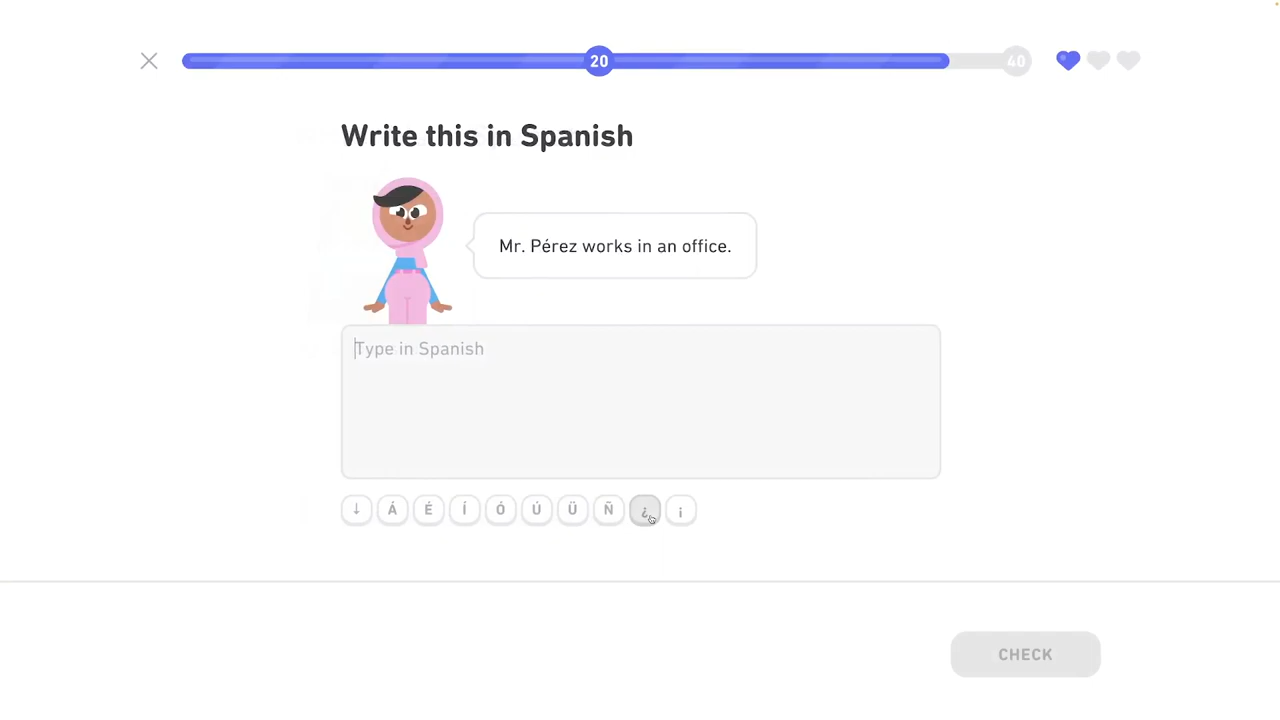 20
40
Write this in Spanish
Mr. Pérez works in an office.
Type in Spanish
↓ Á É Í Ó Ú Ü Ñ ¿ ¡
CHECK